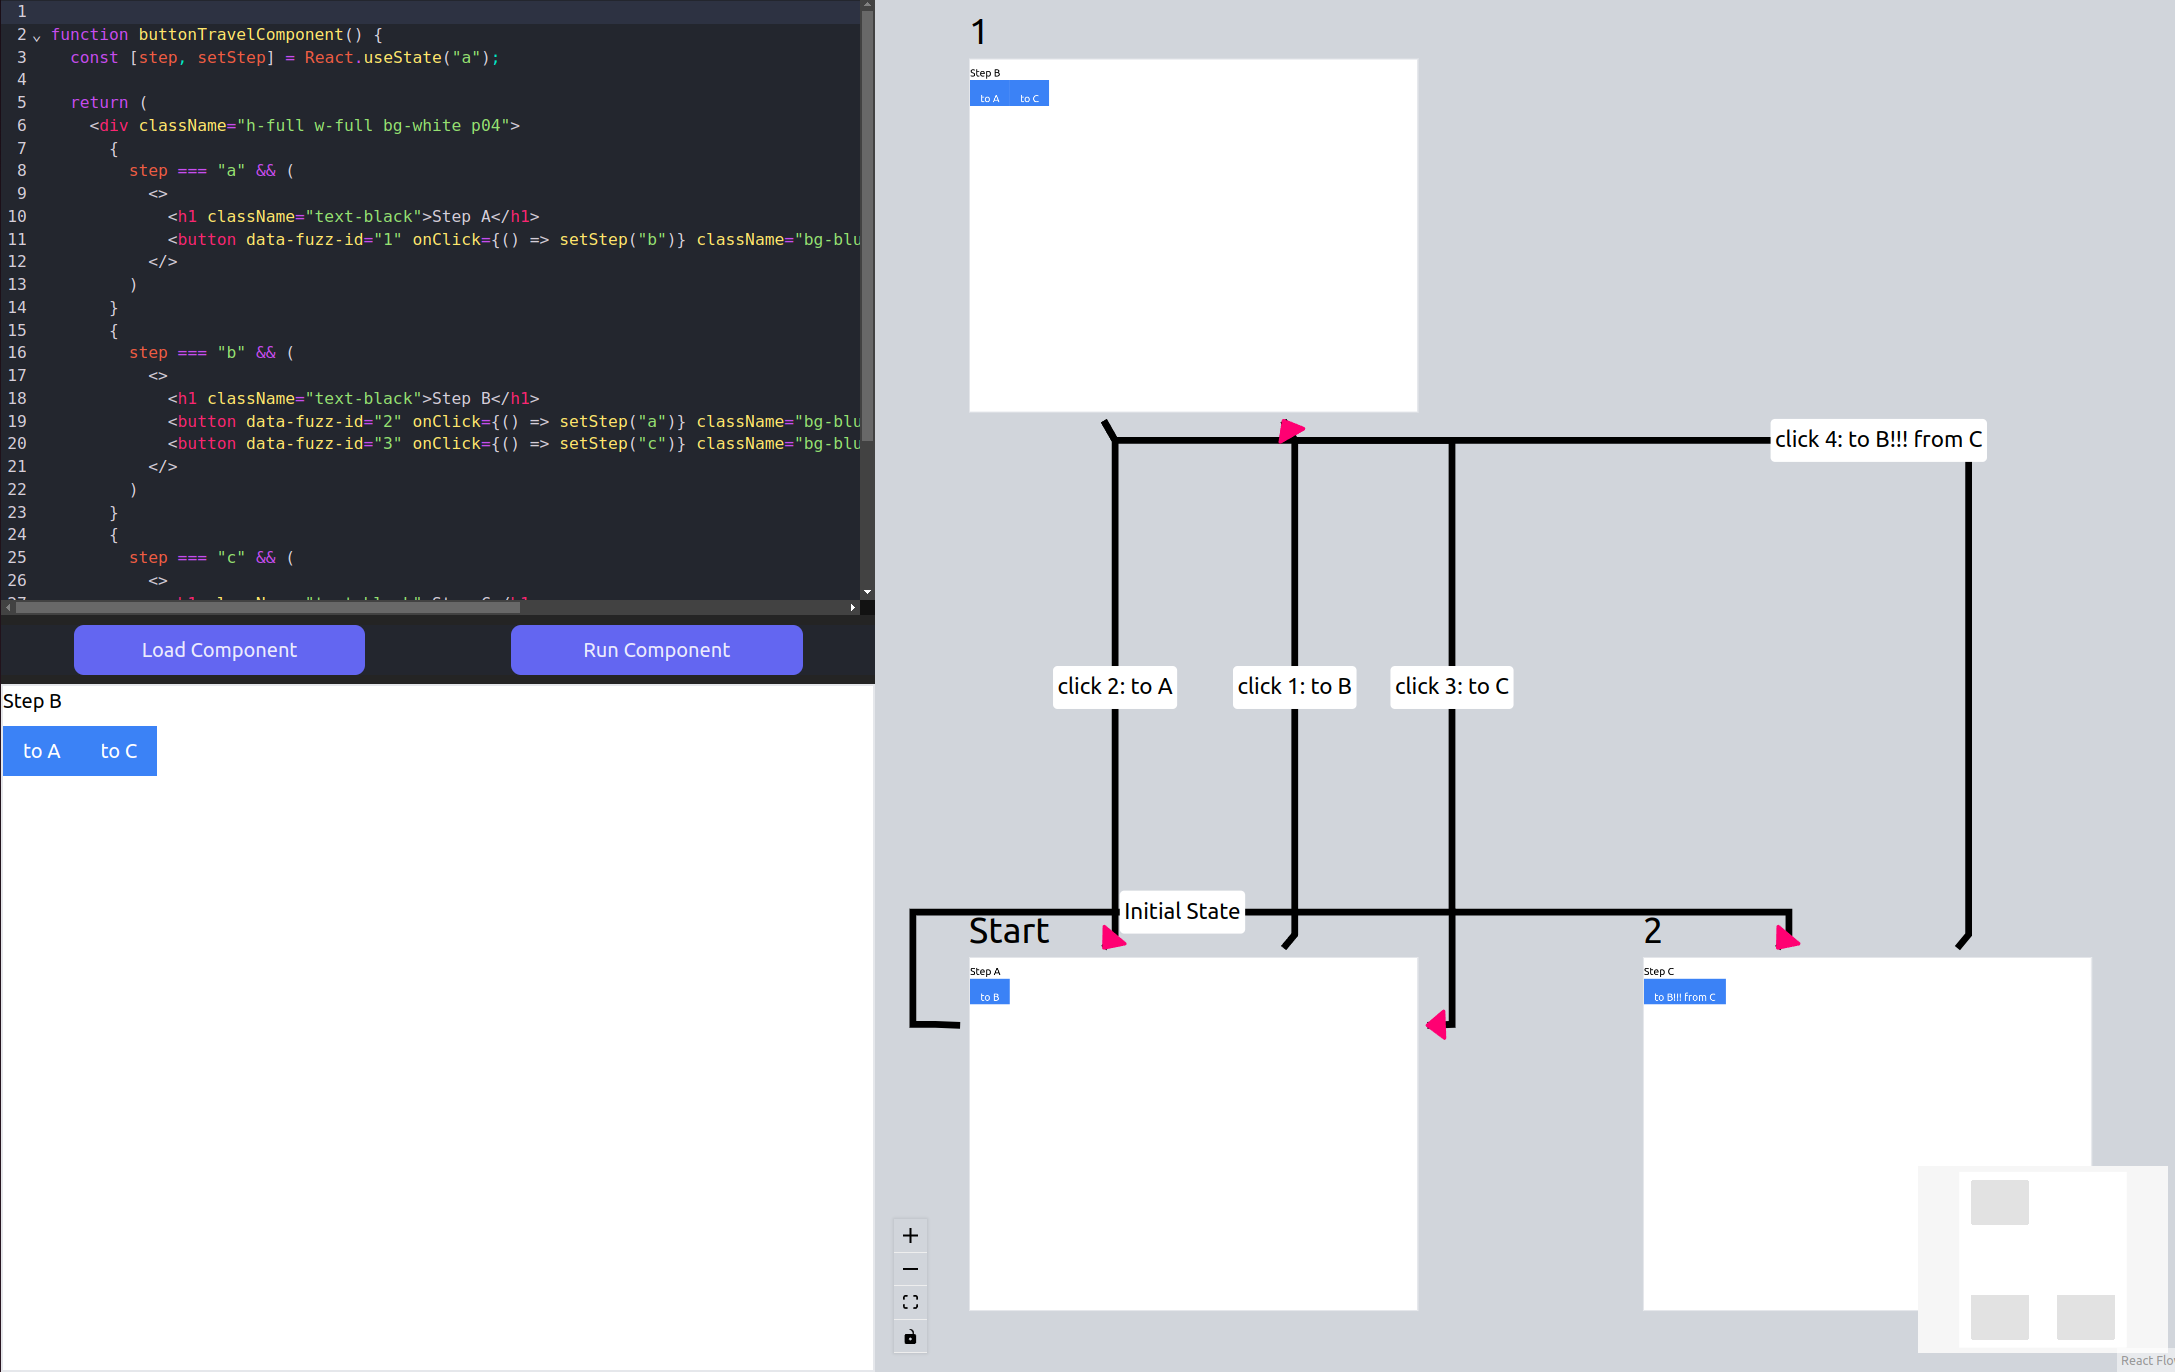 1
2 function buttonTravelComponent() {
3 const [step, setStep] = React.useState("a");
4
5 return (
6 <div className="h-full w-full bg-white p04">
7 {
8 step === "a" && (
9 <>
10 <h1 className="text-black">Step A</h1>
11 <button data-fuzz-id="1" onClick={() => setStep("b")} className="bg-blu
12 </>
13 )
14 }
15 {
16 step === "b" && (
17 <>
18 <h1 className="text-black">Step B</h1>
19 <button data-fuzz-id="2" onClick={() => setStep("a")} className="bg-blu
20 <button data-fuzz-id="3" onClick={() => setStep("c")} className="bg-blu
21 </>
22 )
23 }
24 {
25 step === "c" && (
26 <>
Load Component
Run Component
Step B
to A to C
1
Step B
to A to C
click 4: to B!!! from C
click 2: to A
click 1: to B
click 3: to C
Initial State
Start
2
Step A
to B
Step C
to B!!! from C
React Flo